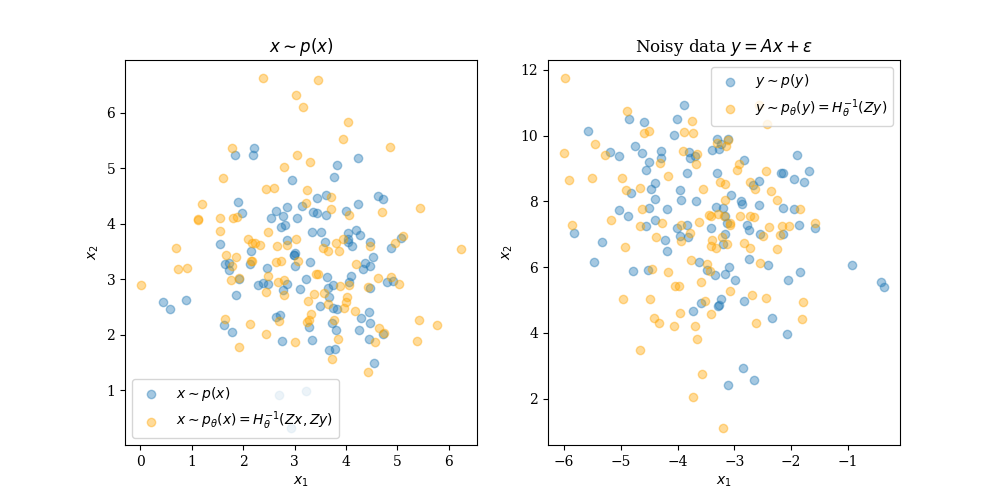 x ∼ p(x)
x₂
6
5
4
3
2
1
x ∼ p(x)
x ∼ p_θ(x) = H_θ^{−1}(Zx, Zy)
0 1 2 3 4 5 6
x₁
Noisy data y = Ax + ε
x₂
12
10
8
6
4
2
y ∼ p(y)
y ∼ p_θ(y) = H_θ^{−1}(Zy)
−6 −5 −4 −3 −2 −1
x₁